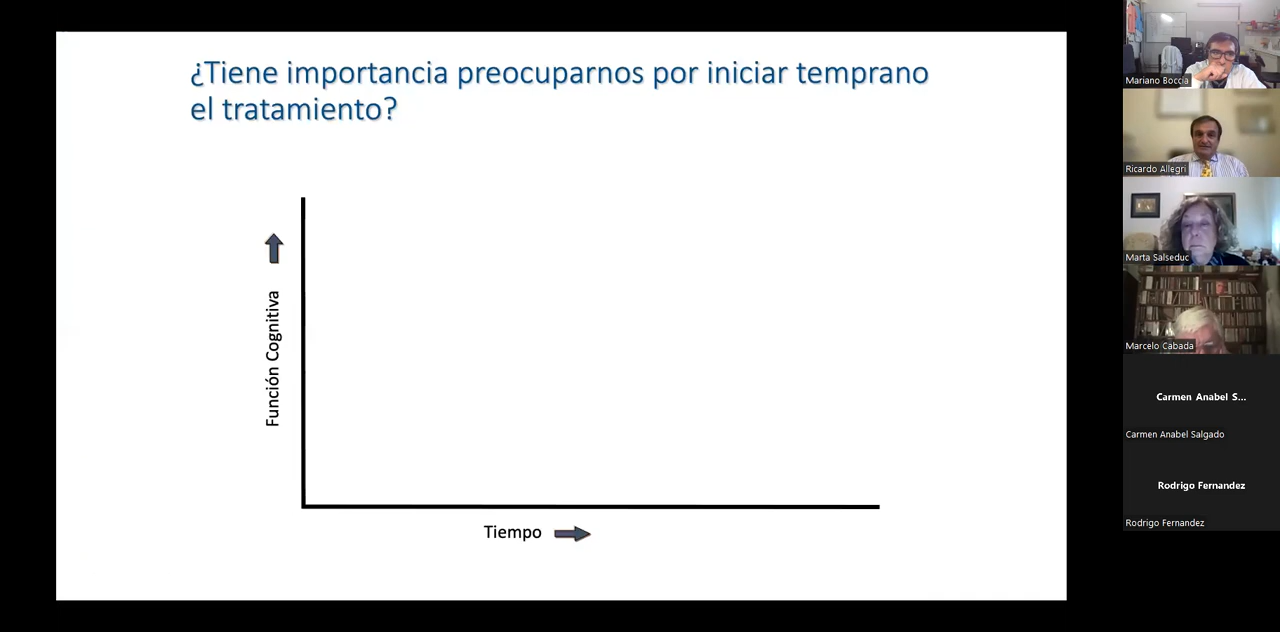 ¿Tiene importancia preocuparnos por iniciar temprano
el tratamiento?
Función Cognitiva
Tiempo
Mariano Boccia
Ricardo Allegri
Marta Salseduc
Marcelo Cabada
Carmen Anabel S...
Carmen Anabel Salgado
Rodrigo Fernandez
Rodrigo Fernandez